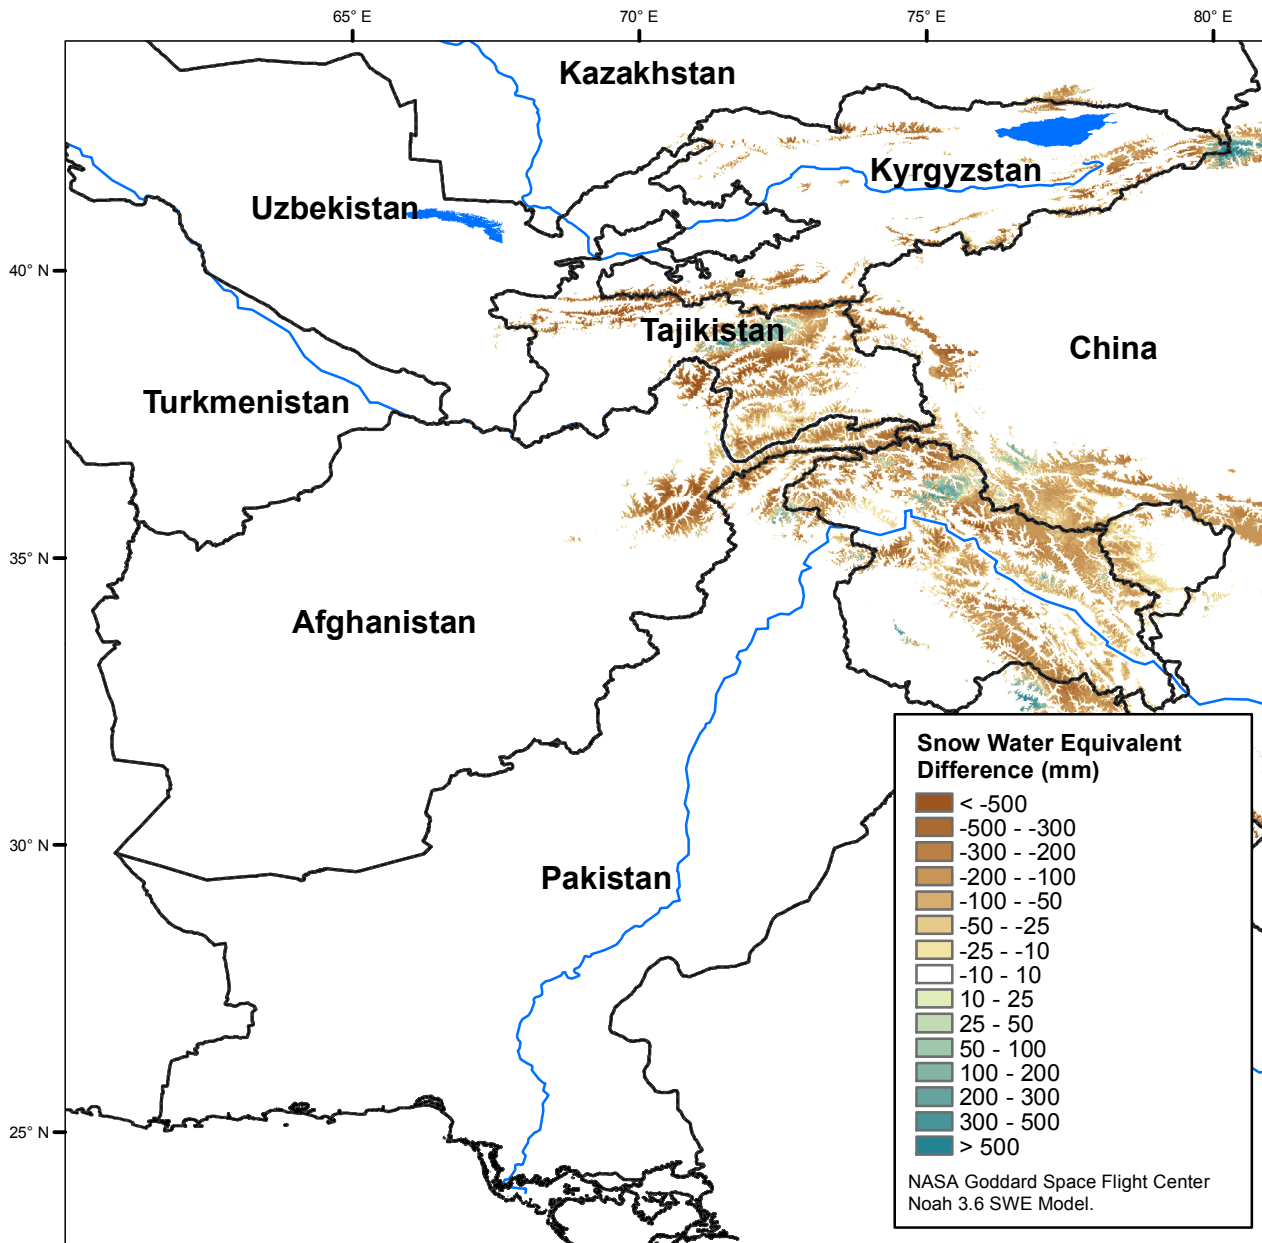 65° E
70° E
75° E
80° E
Kazakhstan
Kyrgyzstan
Uzbekistan
40° N
Tajikistan
China
Turkmenistan
35° N
Afghanistan
30° N
Pakistan
25° N
Snow Water Equivalent
Difference (mm)
< -500
-500 - -300
-300 - -200
-200 - -100
-100 - -50
-50 - -25
-25 - -10
-10 - 10
10 - 25
25 - 50
50 - 100
100 - 200
200 - 300
300 - 500
> 500
NASA Goddard Space Flight Center
Noah 3.6 SWE Model.